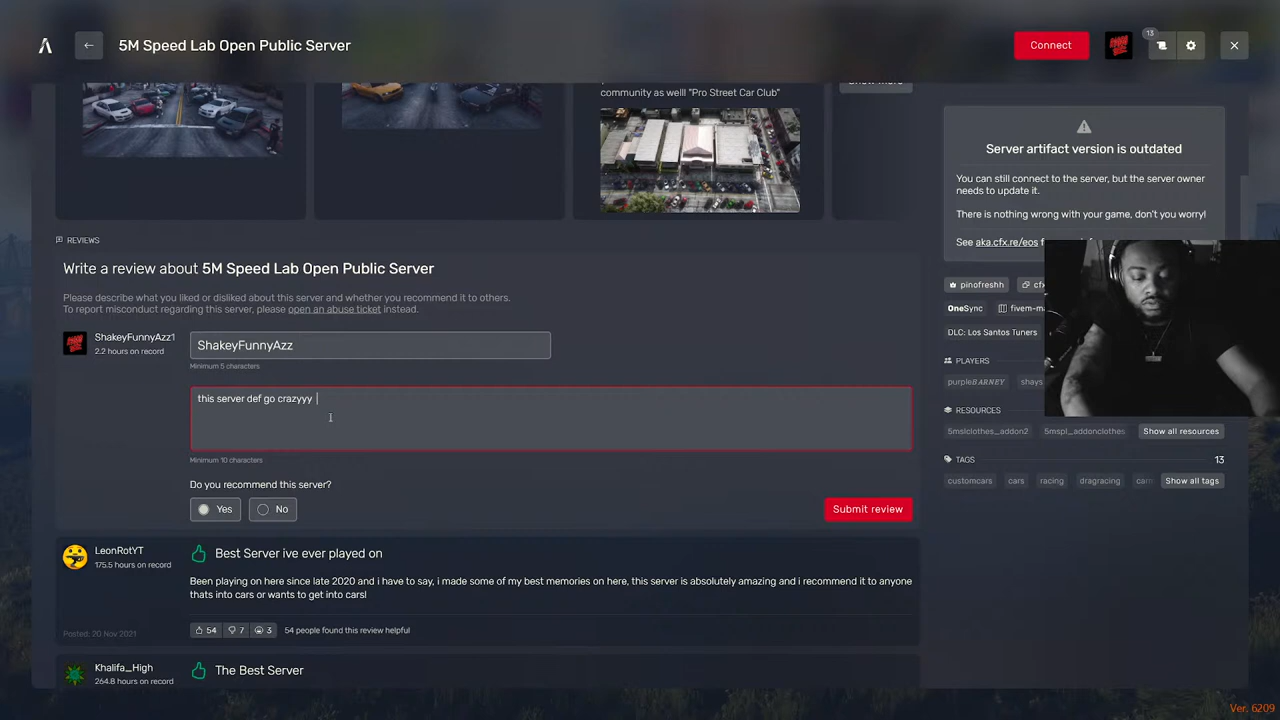 5M Speed Lab Open Public Server
Connect
13
community as well "Pro Street Car Club"
Server artifact version is outdated
You can still connect to the server, but the server owner
needs to update it.
There is nothing wrong with your game, don't you worry!
See aka.cfx.re/eos
REVIEWS
Write a review about 5M Speed Lab Open Public Server
Please describe what you liked or disliked about this server and whether you recommend it to others.
To report misconduct regarding this server, please open an abuse ticket instead.
ShakeyFunnyAzz1
2.2 hours on record
ShakeyFunnyAzz
Minimum 5 characters
this server def go crazyyy
Minimum 10 characters
Do you recommend this server?
Yes
No
Submit review
pinofreshh
OneSync
DLC: Los Santos Tuners
PLAYERS
purpleBARNEY shays
RESOURCES
5mslclothes_addon2 5mspl_addonclothes Show all resources
TAGS
13
customcars cars racing dragracing Show all tags
LeonRotYT
175.5 hours on record
Best Server ive ever played on
Been playing on here since late 2020 and i have to say, i made some of my best memories on here, this server is absolutely amazing and i recommend it to anyone
thats into cars or wants to get into cars!
Posted: 20 Nov 2021
54 7 3 54 people found this review helpful
Khalifa_High
264.8 hours on record
The Best Server
Ver. 6209